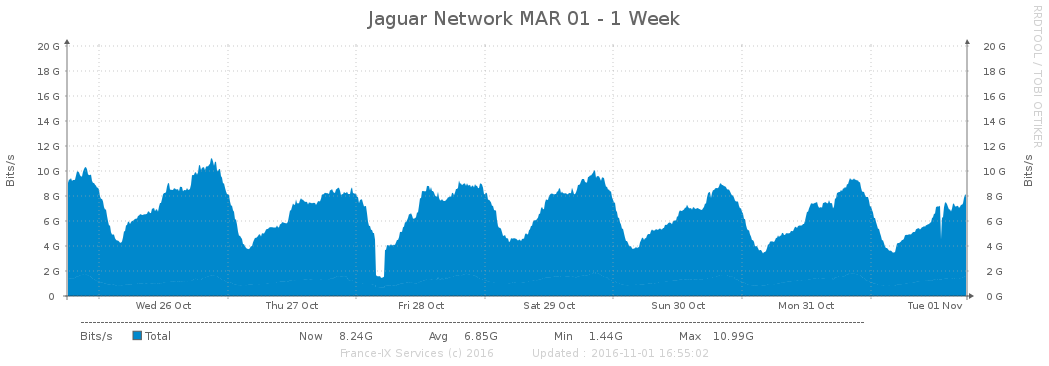 Jaguar Network MAR 01 - 1 Week
RRDTOOL / TOBI OETIKER
Bits/s
20 G 20 G
18 G 18 G
16 G 16 G
14 G 14 G
12 G 12 G
10 G 10 G
8 G 8 G
6 G 6 G
4 G 4 G
2 G 2 G
0 0 G
Bits/s
Wed 26 Oct Thu 27 Oct Fri 28 Oct Sat 29 Oct Sun 30 Oct Mon 31 Oct Tue 01 Nov
Bits/s Total Now 8.24G Avg 6.85G Min 1.44G Max 10.99G
France-IX Services (c) 2016 Updated : 2016-11-01 16:55:02